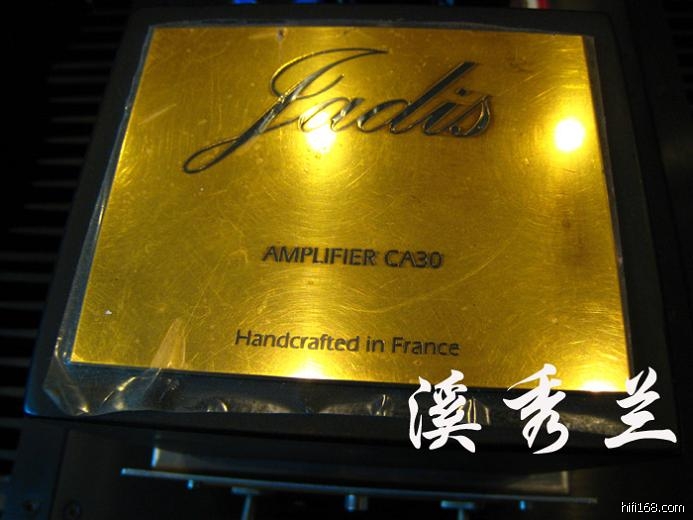 Jadis
AMPLIFIER CA30
Handcrafted in France
溪秀兰
hifi168.com